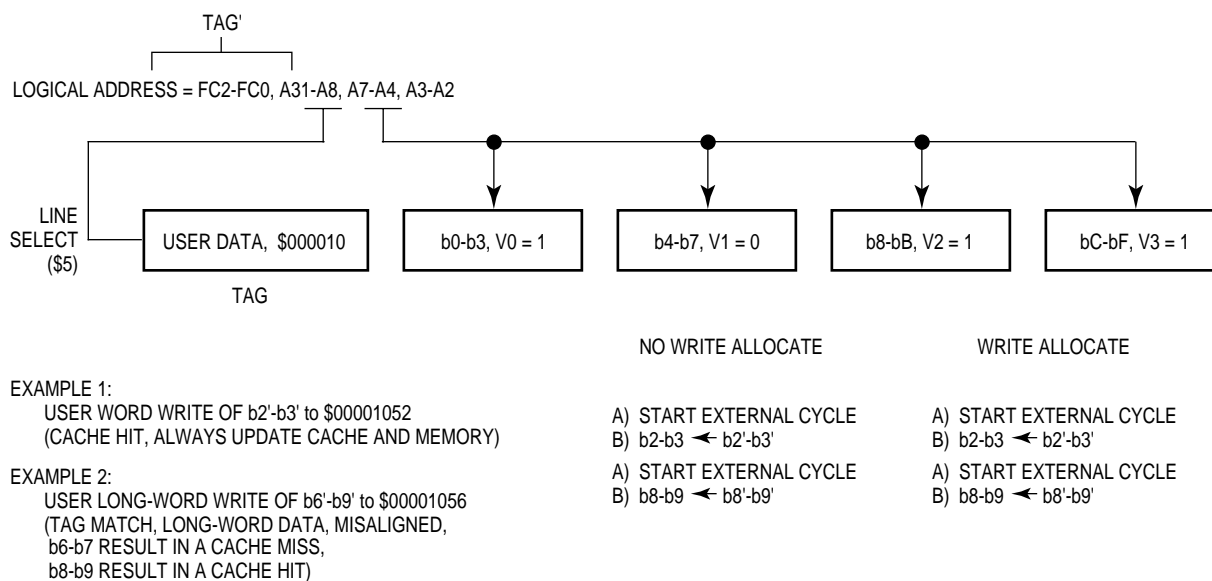 TAG'
LOGICAL ADDRESS = FC2-FC0, A31-A8, A7-A4, A3-A2
LINE
SELECT
($5)
USER DATA, $000010
b0-b3, V0 = 1
b4-b7, V1 = 0
b8-bB, V2 = 1
bC-bF, V3 = 1
TAG
NO WRITE ALLOCATE
WRITE ALLOCATE
EXAMPLE 1:
USER WORD WRITE OF b2'-b3' to $00001052
(CACHE HIT, ALWAYS UPDATE CACHE AND MEMORY)
A) START EXTERNAL CYCLE
B) b2-b3 ← b2'-b3'
A) START EXTERNAL CYCLE
B) b2-b3 ← b2'-b3'
EXAMPLE 2:
USER LONG-WORD WRITE OF b6'-b9' to $00001056
(TAG MATCH, LONG-WORD DATA, MISALIGNED,
b6-b7 RESULT IN A CACHE MISS,
b8-b9 RESULT IN A CACHE HIT)
A) START EXTERNAL CYCLE
B) b8-b9 ← b8'-b9'
A) START EXTERNAL CYCLE
B) b8-b9 ← b8'-b9'